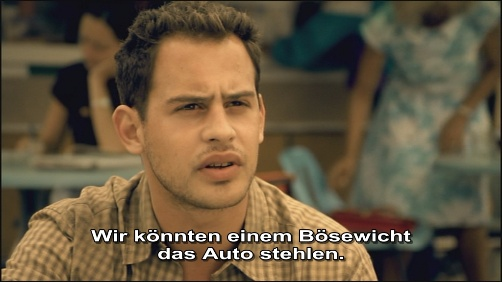 Wir könnten einem Bösewicht
das Auto stehlen.